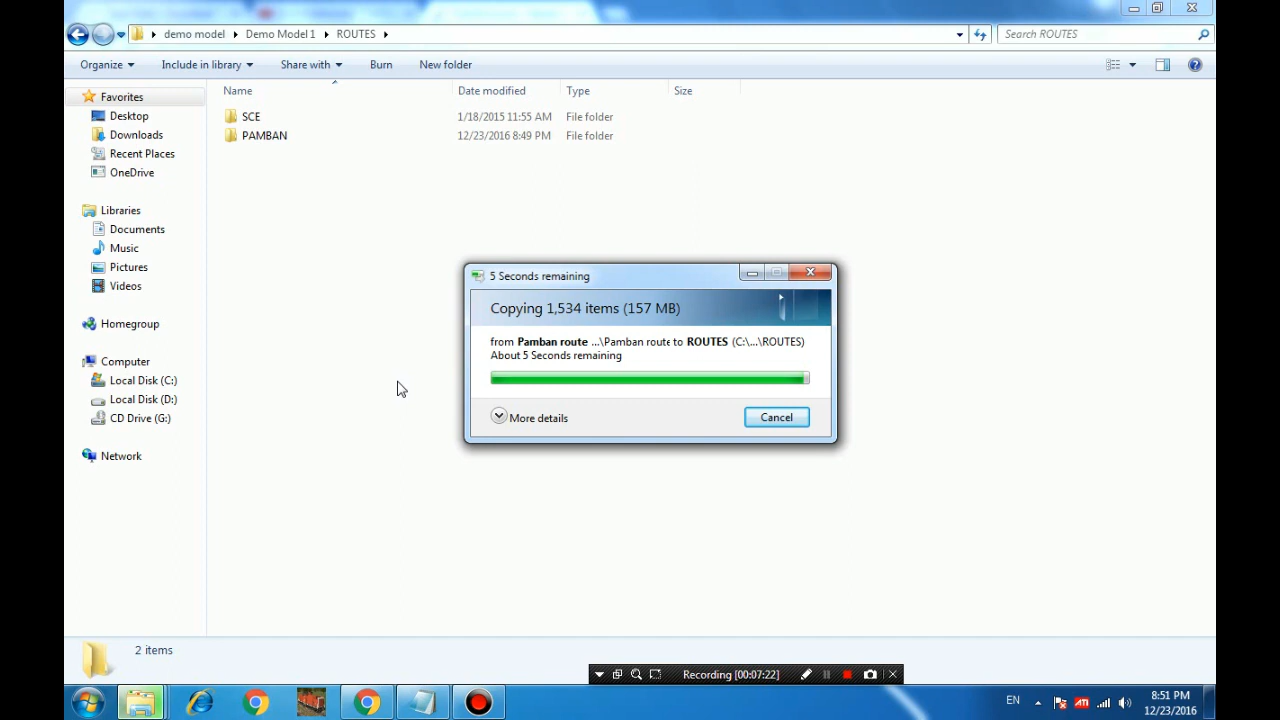 demo model Demo Model 1 ROUTES Search ROUTES
Organize Include in library Share with Burn New folder
Favorites
Desktop
Downloads
Recent Places
OneDrive
Libraries
Documents
Music
Pictures
Videos
Homegroup
Computer
Local Disk (C:)
Local Disk (D:)
CD Drive (G:)
Network
Name Date modified Type Size
SCE 1/18/2015 11:55 AM File folder
PAMBAN 12/23/2016 8:49 PM File folder
5 Seconds remaining
Copying 1,534 items (157 MB)
from Pamban route ...\Pamban route to ROUTES (C:\...\ROUTES)
About 5 Seconds remaining
More details Cancel
2 items
Recording [00:07:22]
EN ATI 8:51 PM
12/23/2016